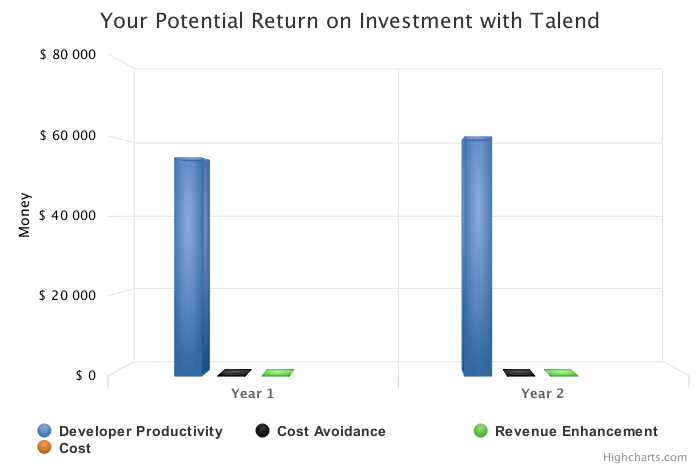 Your Potential Return on Investment with Talend
$ 80 000
$ 60 000
$ 40 000
$ 20 000
$ 0
Money
Year 1
Year 2
Developer Productivity
Cost Avoidance
Revenue Enhancement
Cost
Highcharts.com